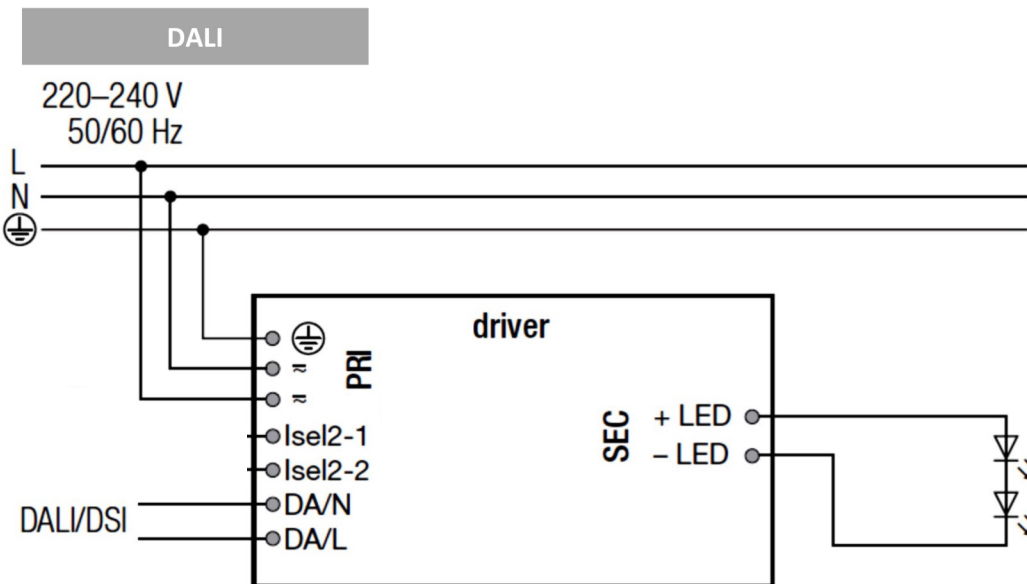 DALI
220–240 V
50/60 Hz
L
N
driver
PRI
Isel2-1
Isel2-2
DA/N
DA/L
DALI/DSI
SEC
+ LED
– LED